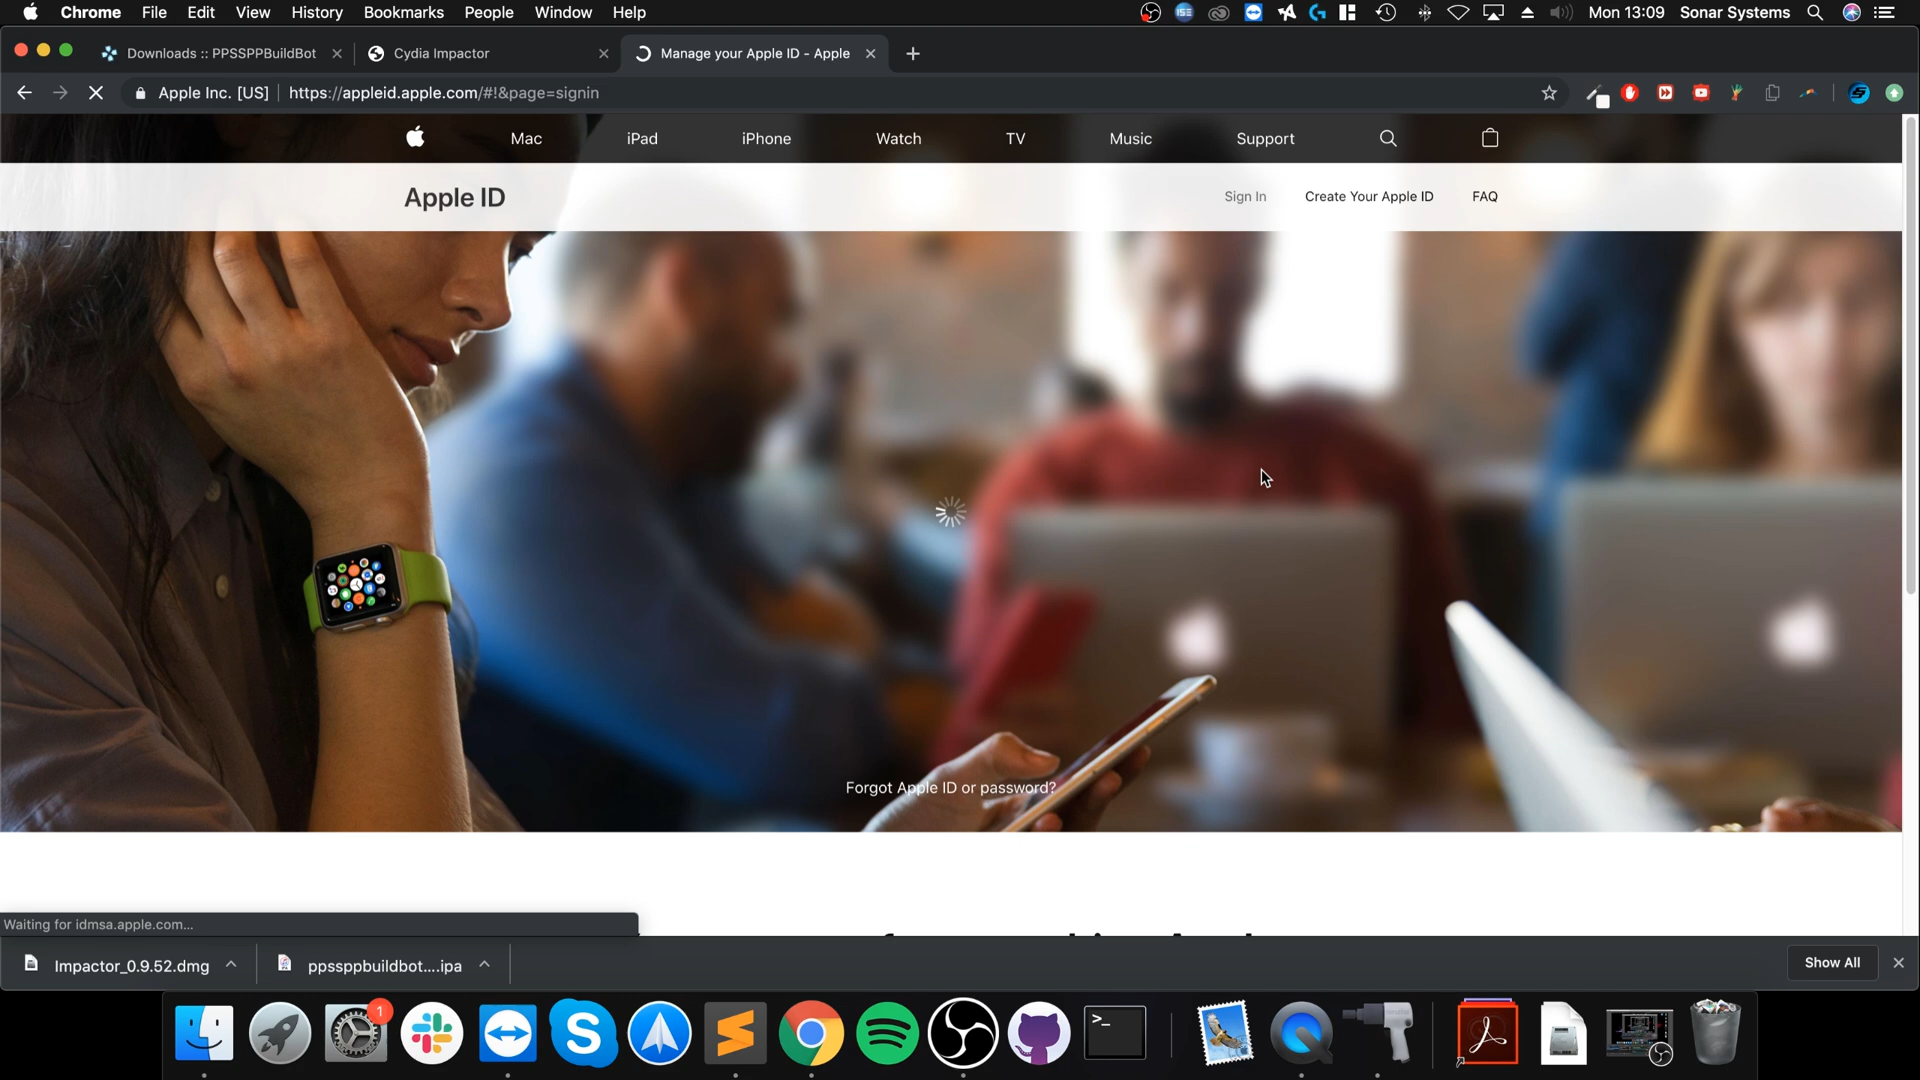 Chrome File Edit View History Bookmarks People Window Help
Mon 13:09 Sonar Systems
Downloads :: PPSSPPBuildBot
Cydia Impactor
Manage your Apple ID - Apple
Apple Inc. [US] https://appleid.apple.com/#!&page=signin
Mac iPad iPhone Watch TV Music Support
Apple ID
Sign In Create Your Apple ID FAQ
Forgot Apple ID or password?
Waiting for idmsa.apple.com...
Impactor_0.9.52.dmg
ppssppbuildbot....ipa
Show All
1